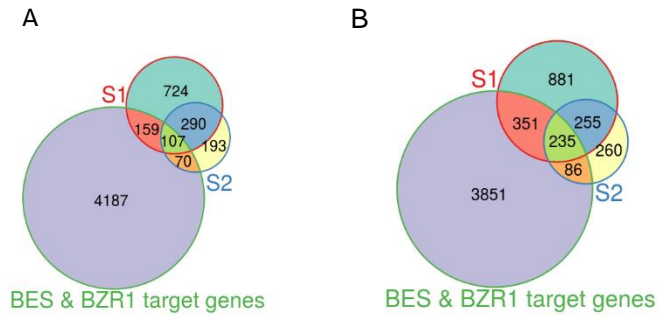 A
S1
724
159
290
107
193
70
S2
4187
BES & BZR1 target genes
B
S1
881
351
255
235
260
86
S2
3851
BES & BZR1 target genes